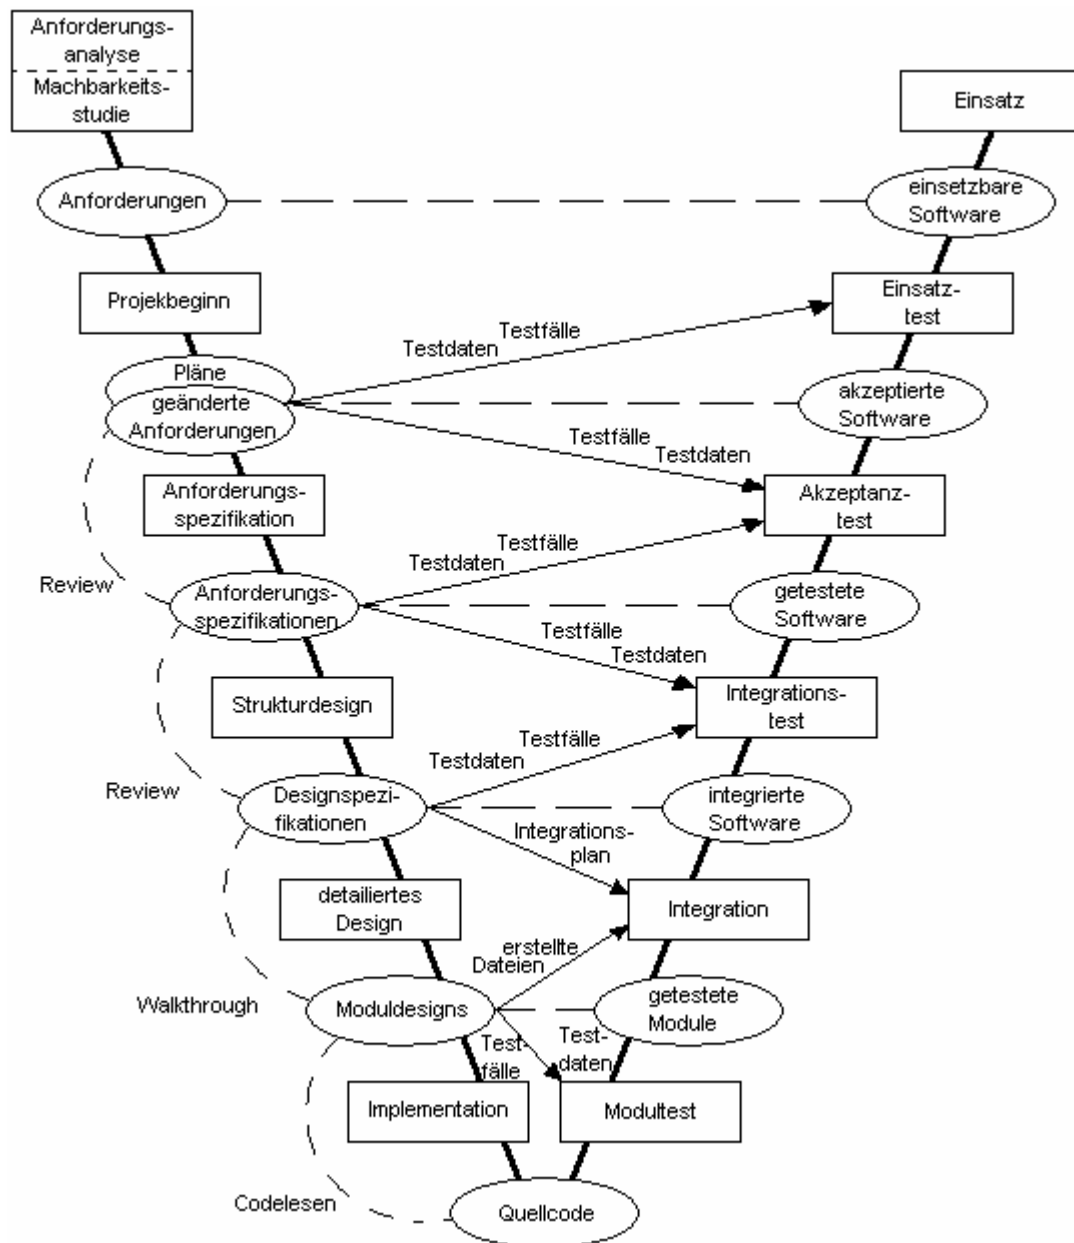 Anforderungs-
analyse
Machbarkeits-
studie
Einsatz
Anforderungen
einsetzbare
Software
Projekbeginn
Einsatz-
test
Testfälle
Testdaten
Pläne
geänderte
Anforderungen
akzeptierte
Software
Testfälle
Testdaten
Anforderungs-
spezifikation
Akzeptanz-
test
Testfälle
Testdaten
Review
Anforderungs-
spezifikationen
getestete
Software
Testfälle
Testdaten
Strukturdesign
Integrations-
test
Testfälle
Testdaten
Review
Designspezi-
fikationen
integrierte
Software
Integrations-
plan
detailiertes
Design
Integration
erstellte
Dateien
Walkthrough
Moduldesigns
getestete
Module
Test-
fälle
Test-
daten
Implementation
Modultest
Codelesen
Quellcode